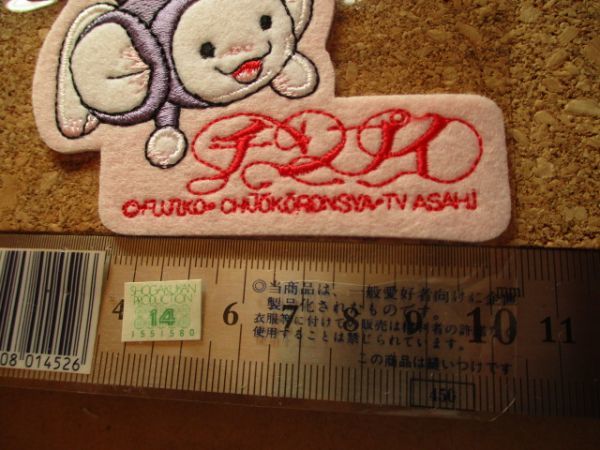 チンプイ
©FUJIKO • CHUŌKŌRONSYA • TV ASAHI
◎当商品は、一般愛好者向けに企画
製品化されたものです。
衣服等に付けて
使用することは禁じられています。
この商品は縫いつけです
SHOGAKUKAN
PRODUCTION
14
1551580
08 014526
4 6 7 8 9 10 11
mm
450